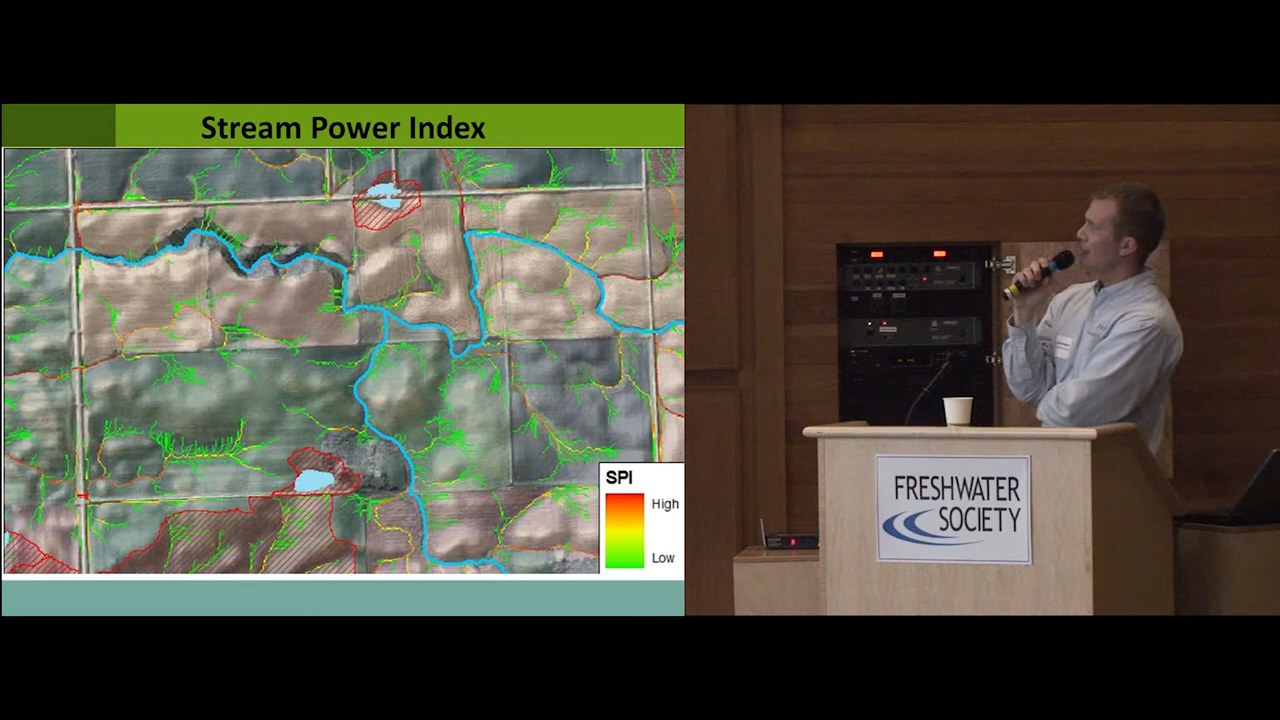 Stream Power Index
SPI
High
Low
FRESHWATER
SOCIETY